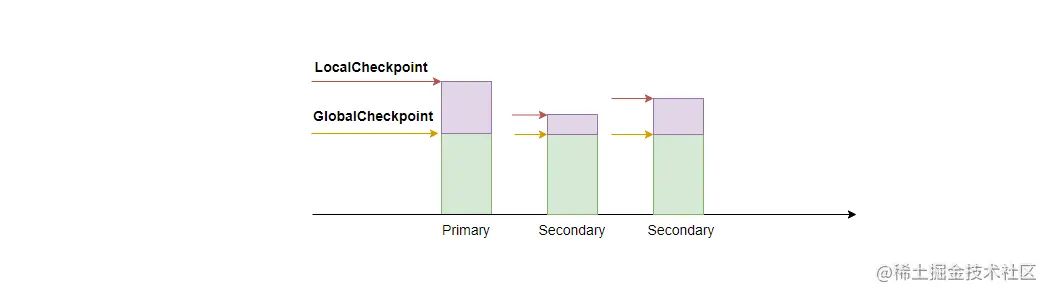 LocalCheckpoint
GlobalCheckpoint
Primary
Secondary
Secondary
@稀土掘金技术社区